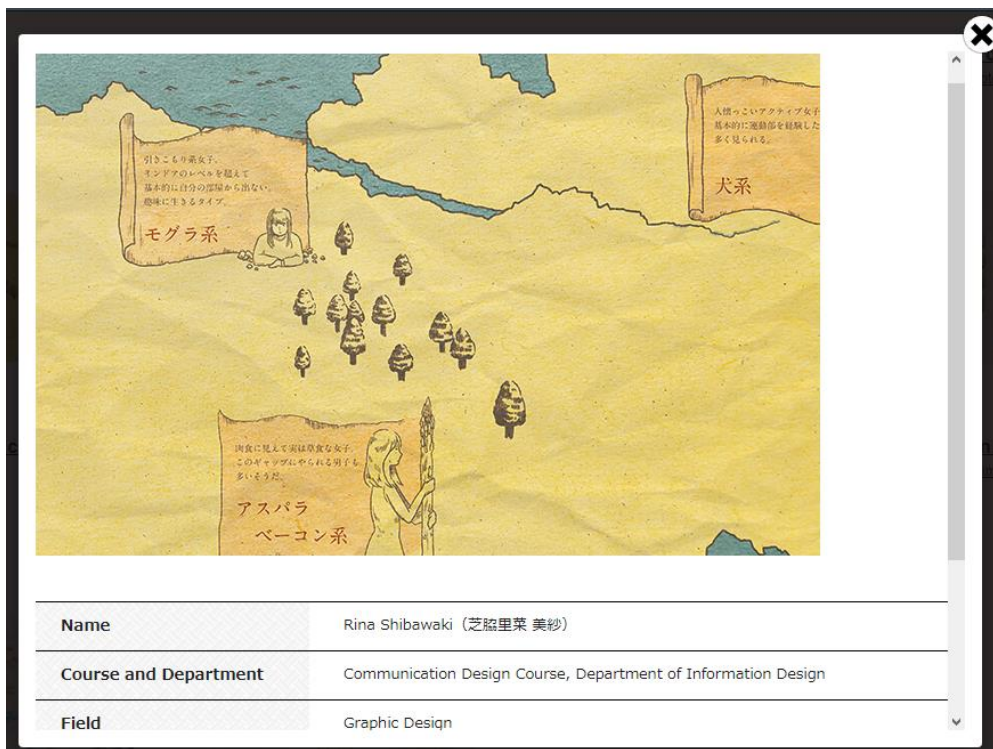 引きこもり系女子。
インドアのレベルを超えて
基本的に自分の部屋から出ない。
趣味に生きるタイプ。
モグラ系
人懐っこいアクティブ女子
基本的に運動部を経験した
多く見られる。
犬系
肉食に見えて実は草食な女子。
このギャップにやられる男子も
多いそうだ。
アスパラ
ベーコン系
Name
Rina Shibawaki（芝脇里菜 美紗）
Course and Department
Communication Design Course, Department of Information Design
Field
Graphic Design